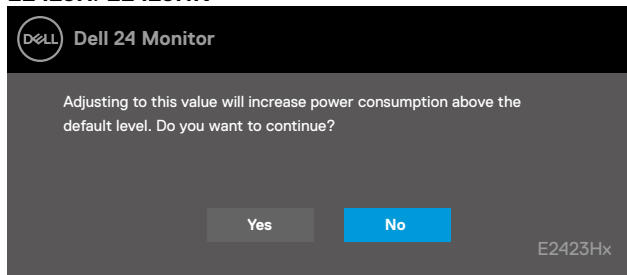 DELL Dell 24 Monitor
Adjusting to this value will increase power consumption above the
default level. Do you want to continue?
Yes No
E2423Hx